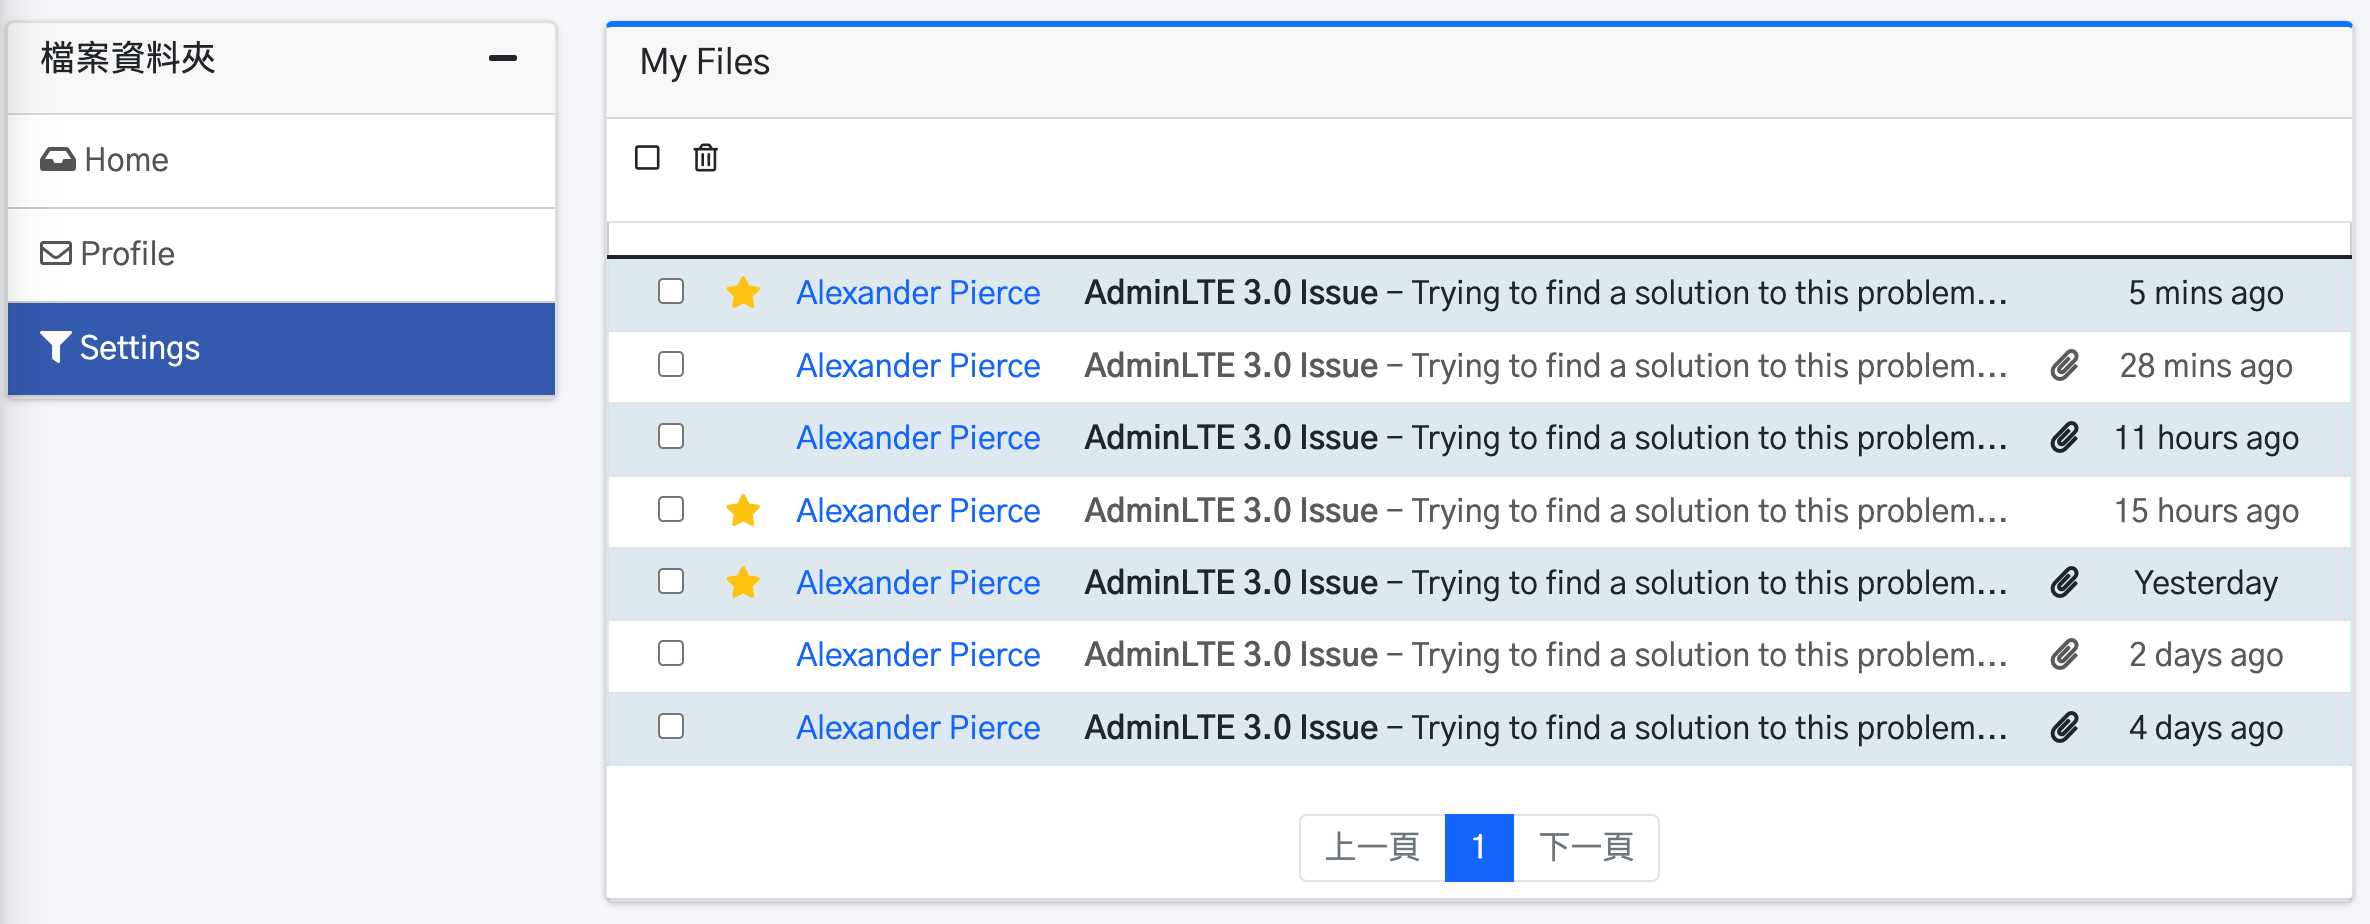 檔案資料夾
Home
Profile
Settings
My Files
Alexander Pierce AdminLTE 3.0 Issue - Trying to find a solution to this problem... 5 mins ago
Alexander Pierce AdminLTE 3.0 Issue - Trying to find a solution to this problem... 28 mins ago
Alexander Pierce AdminLTE 3.0 Issue - Trying to find a solution to this problem... 11 hours ago
Alexander Pierce AdminLTE 3.0 Issue - Trying to find a solution to this problem... 15 hours ago
Alexander Pierce AdminLTE 3.0 Issue - Trying to find a solution to this problem... Yesterday
Alexander Pierce AdminLTE 3.0 Issue - Trying to find a solution to this problem... 2 days ago
Alexander Pierce AdminLTE 3.0 Issue - Trying to find a solution to this problem... 4 days ago
上一頁 1 下一頁